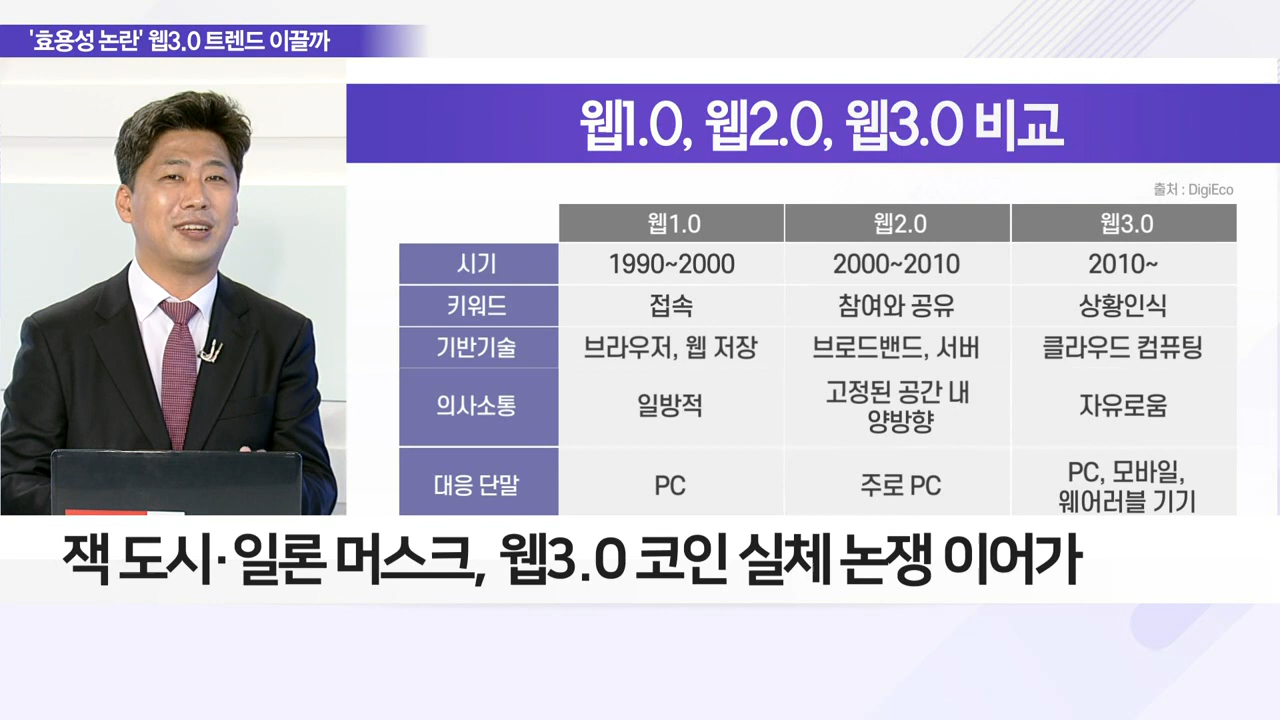 '효용성 논란' 웹3.0 트렌드 이끌까
웹1.0, 웹2.0, 웹3.0 비교
출처 : DigiEco
웹1.0 웹2.0 웹3.0
시기 1990~2000 2000~2010 2010~
키워드 접속 참여와 공유 상황인식
기반기술 브라우저, 웹 저장 브로드밴드, 서버 클라우드 컴퓨팅
의사소통 일방적 고정된 공간 내 양방향 자유로움
대응 단말 PC 주로 PC PC, 모바일, 웨어러블 기기
잭 도시·일론 머스크, 웹3.0 코인 실체 논쟁 이어가